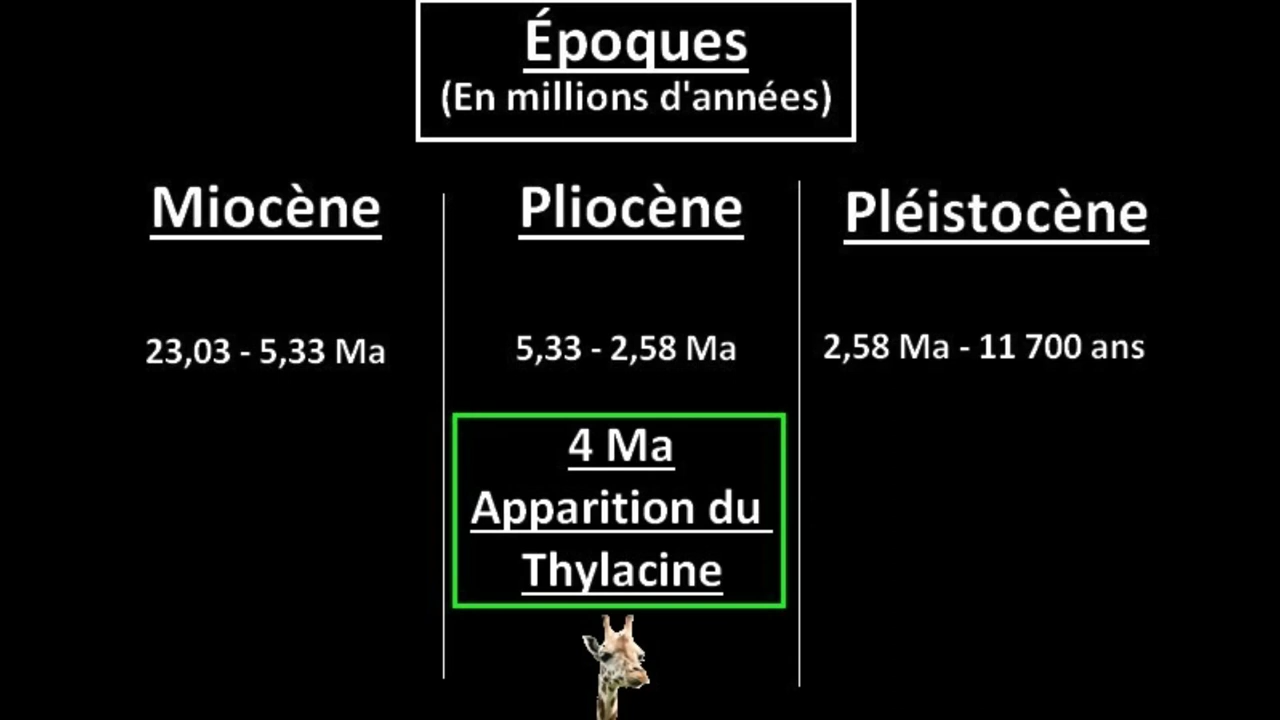 Époques
(En millions d'années)
Miocène
Pliocène
Pléistocène
23,03 - 5,33 Ma
5,33 - 2,58 Ma
2,58 Ma - 11 700 ans
4 Ma
Apparition du
Thylacine